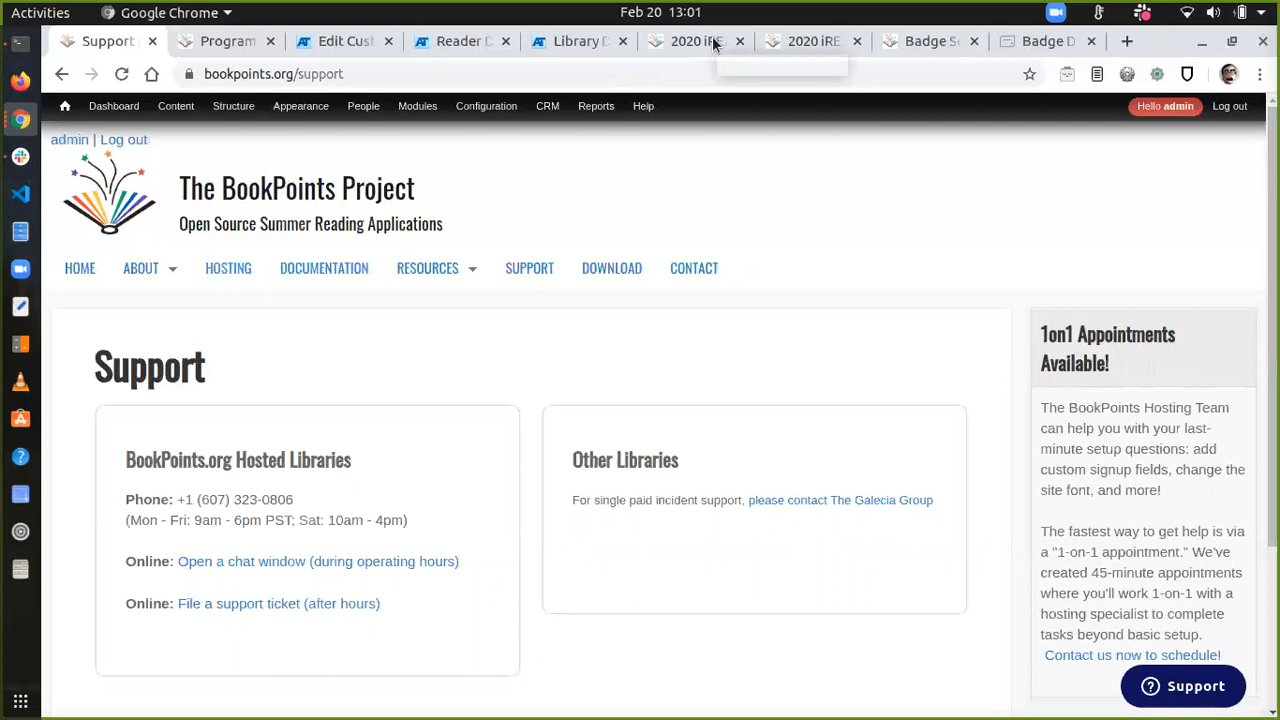 Activities
Google Chrome
Feb 20 13:01
Support
Program
Edit Cust
Reader D
Library D
2020 iRE
2020 iRE
Badge Se
Badge D
bookpoints.org/support
Dashboard Content Structure Appearance People Modules Configuration CRM Reports Help
Hello admin Log out
admin | Log out
The BookPoints Project
Open Source Summer Reading Applications
HOME ABOUT HOSTING DOCUMENTATION RESOURCES SUPPORT DOWNLOAD CONTACT
Support
BookPoints.org Hosted Libraries
Phone: +1 (607) 323-0806
(Mon - Fri: 9am - 6pm PST; Sat: 10am - 4pm)
Online: Open a chat window (during operating hours)
Online: File a support ticket (after hours)
Other Libraries
For single paid incident support, please contact The Galecia Group
1on1 Appointments
Available!
The BookPoints Hosting Team
can help you with your last-
minute setup questions: add
custom signup fields, change the
site font, and more!
The fastest way to get help is via
a "1-on-1 appointment." We've
created 45-minute appointments
where you'll work 1-on-1 with a
hosting specialist to complete
tasks beyond basic setup.
Contact us now to schedule!
Support